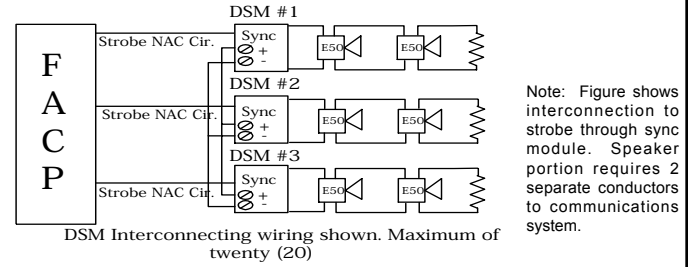 DSM #1
Strobe NAC Cir.
Sync
+
-
E50
E50
DSM #2
Strobe NAC Cir.
Sync
+
-
E50
E50
DSM #3
Strobe NAC Cir.
Sync
+
-
E50
E50
F
A
C
P
DSM Interconnecting wiring shown. Maximum of
twenty (20)
Note: Figure shows
interconnection to
strobe through sync
module. Speaker
portion requires 2
separate conductors
to communications
system.